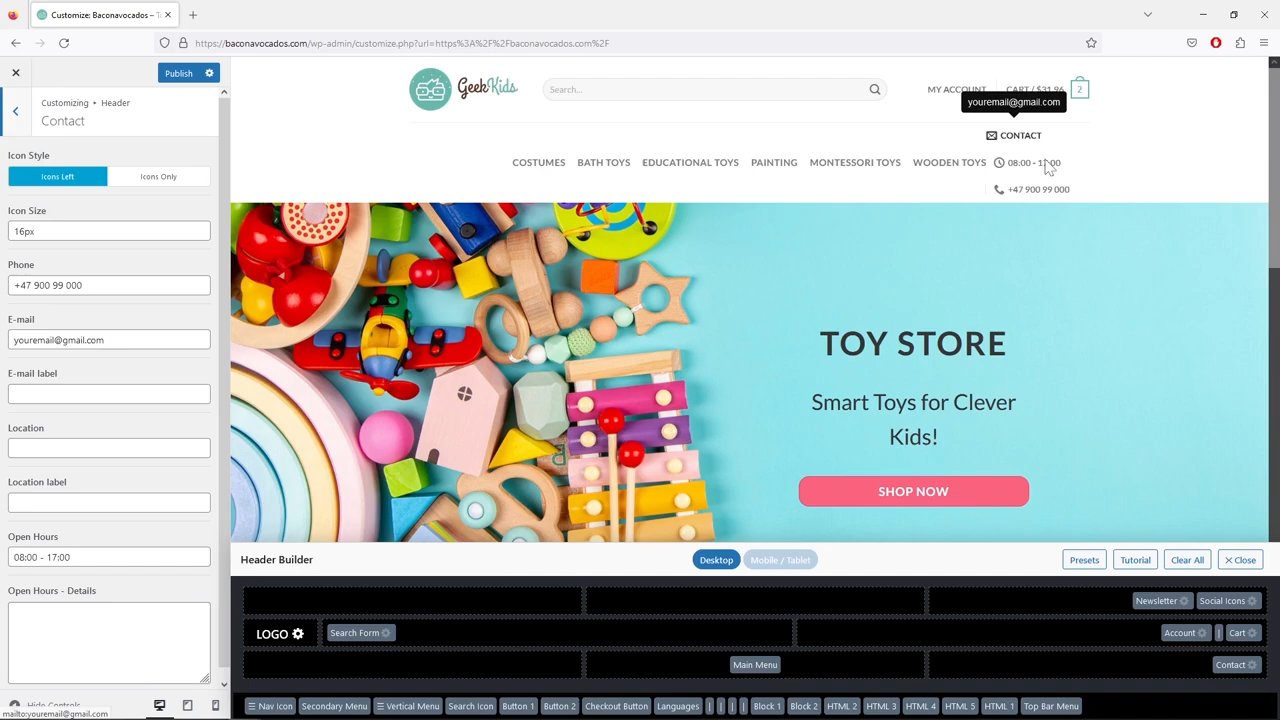 Customize: Baconavocados – To
https://baconavocados.com/wp-admin/customize.php?url=https%3A%2F%2Fbaconavocados.com%2F
Publish
Customizing ▸ Header
Contact
Icon Style
Icons Left
Icons Only
Icon Size
16px
Phone
+47 900 99 000
E-mail
youremail@gmail.com
E-mail label
Location
Location label
Open Hours
08:00 - 17:00
Open Hours - Details
Hide Controls
mailto:youremail@gmail.com
GeekKids
Search...
MY ACCOUNT
CART / $31.96
2
youremail@gmail.com
CONTACT
COSTUMES BATH TOYS EDUCATIONAL TOYS PAINTING MONTESSORI TOYS WOODEN TOYS 08:00 - 17:00
+47 900 99 000
TOY STORE
Smart Toys for Clever
Kids!
SHOP NOW
Header Builder
Desktop
Mobile / Tablet
Presets
Tutorial
Clear All
Close
Newsletter Social Icons
LOGO Search Form Account | Cart
Main Menu Contact
☰ Nav Icon Secondary Menu ☰ Vertical Menu Search Icon Button 1 Button 2 Checkout Button Languages | | | | Block 1 Block 2 HTML 2 HTML 3 HTML 4 HTML 5 HTML 1 Top Bar Menu